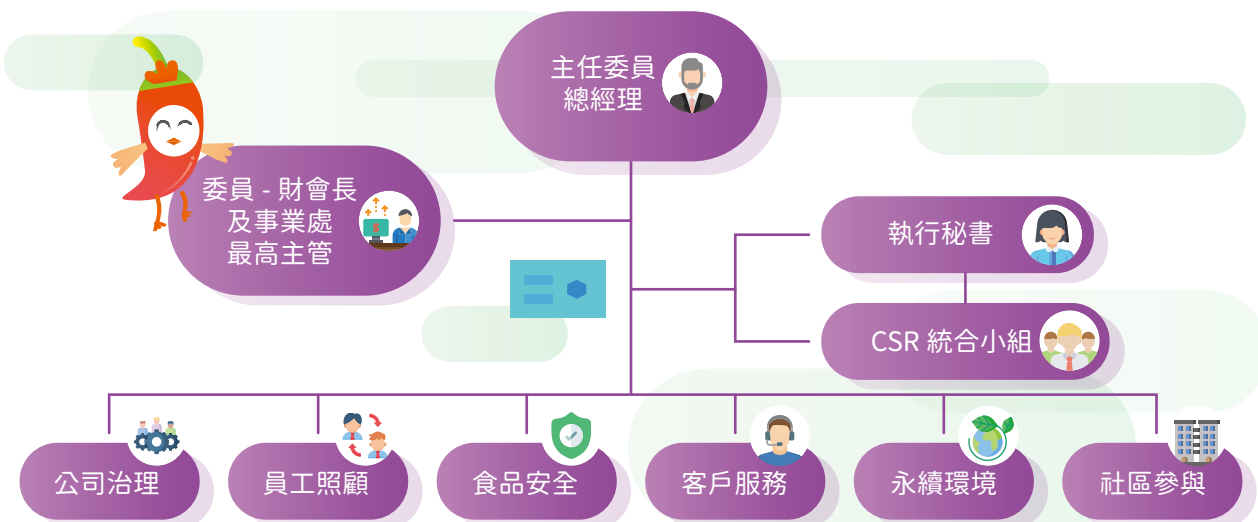 主任委員
總經理
委員 - 財會長
及事業處
最高主管
執行秘書
CSR 統合小組
公司治理
員工照顧
食品安全
客戶服務
永續環境
社區參與